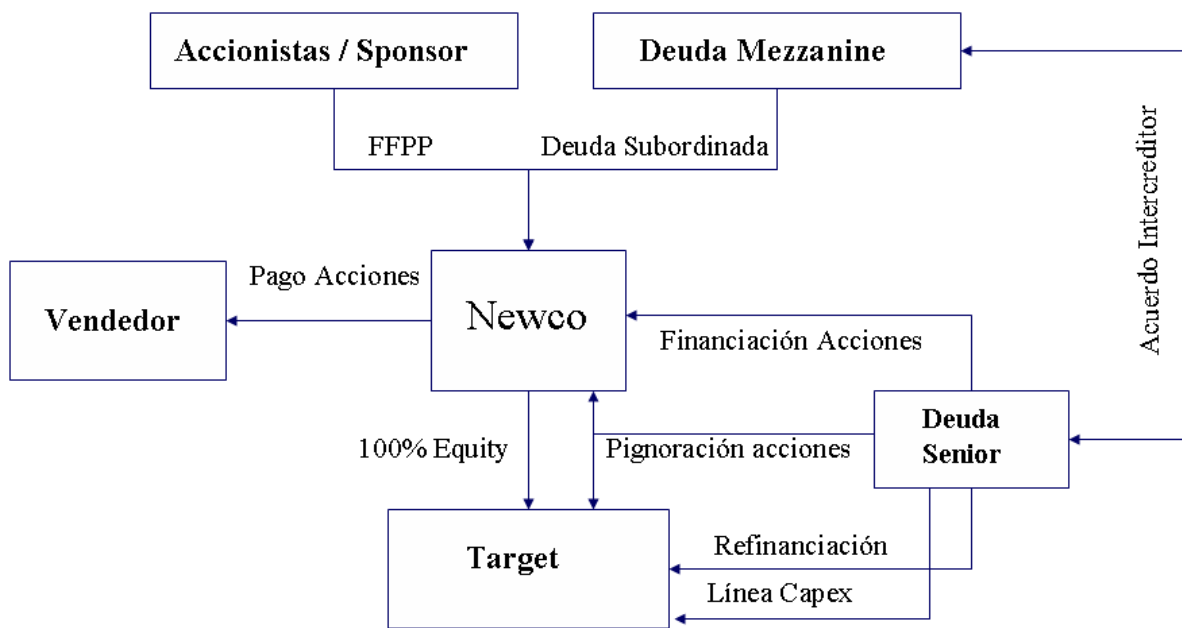 Accionistas / Sponsor
Deuda Mezzanine
FFPP
Deuda Subordinada
Acuerdo Intercreditor
Pago Acciones
Vendedor
Newco
Financiación Acciones
100% Equity
Pignoración acciones
Deuda
Senior
Target
Refinanciación
Línea Capex